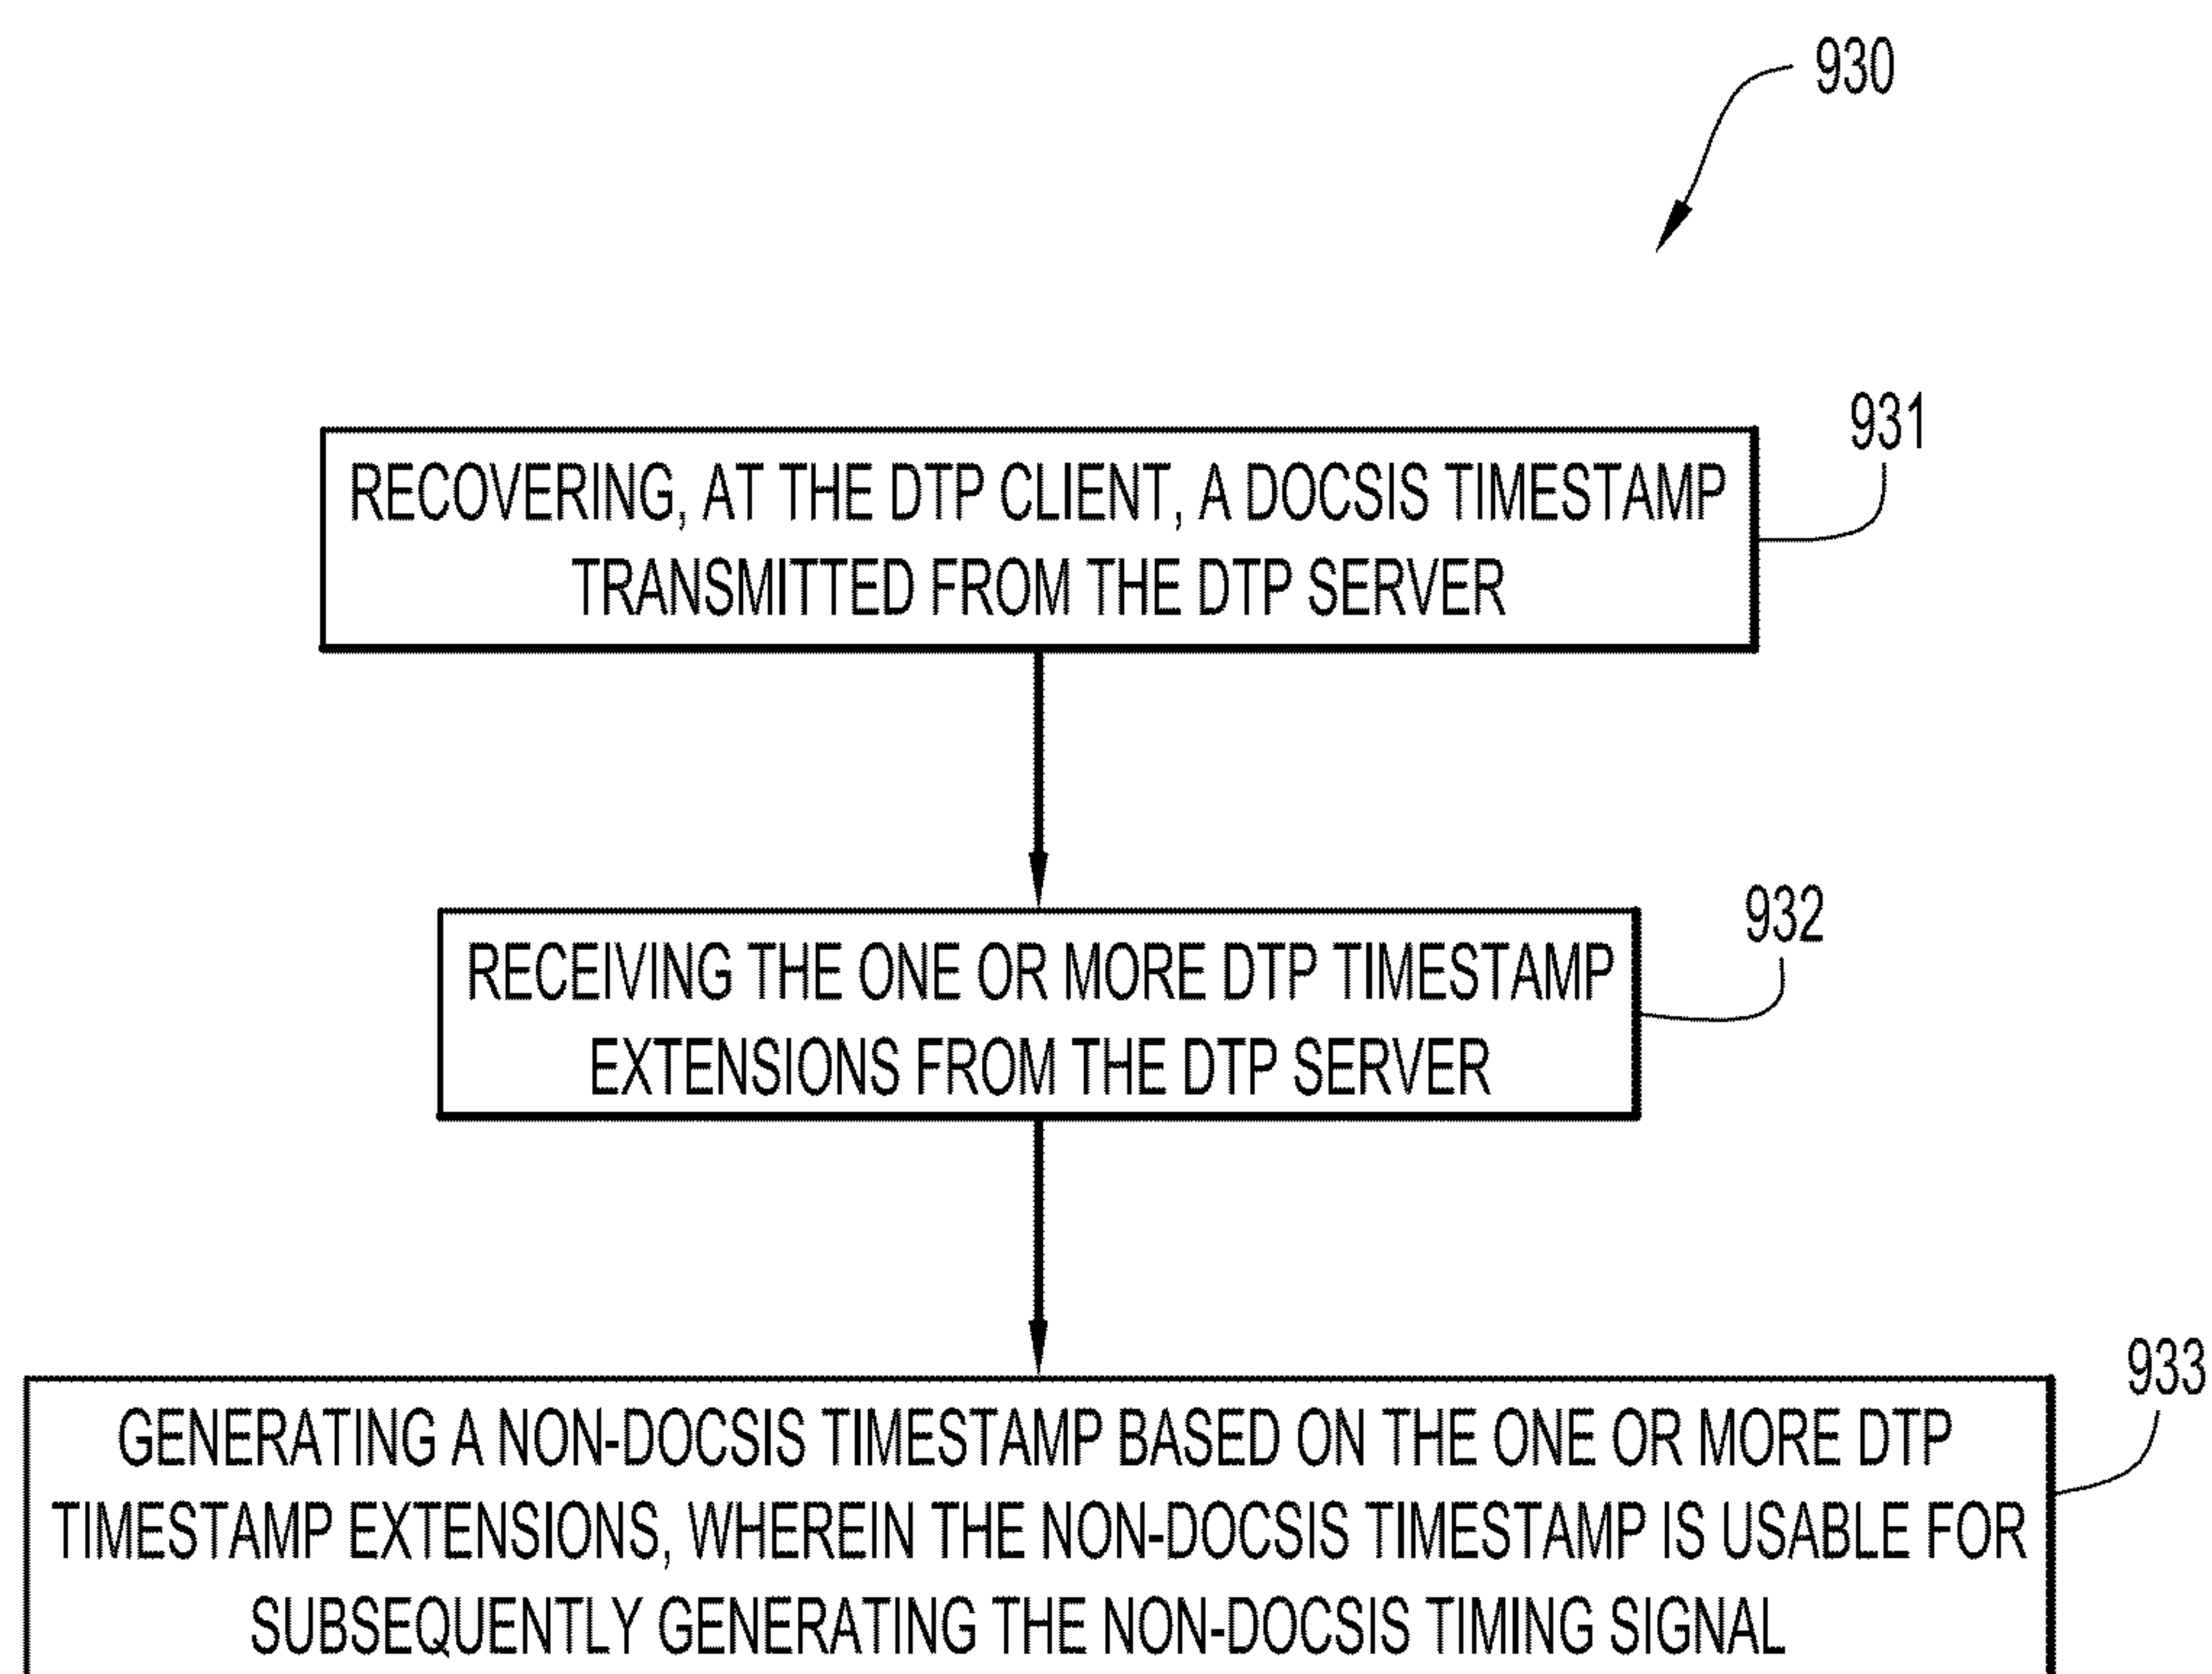 930
931
RECOVERING, AT THE DTP CLIENT, A DOCSIS TIMESTAMP
TRANSMITTED FROM THE DTP SERVER
932
RECEIVING THE ONE OR MORE DTP TIMESTAMP
EXTENSIONS FROM THE DTP SERVER
933
GENERATING A NON-DOCSIS TIMESTAMP BASED ON THE ONE OR MORE DTP
TIMESTAMP EXTENSIONS, WHEREIN THE NON-DOCSIS TIMESTAMP IS USABLE FOR
SUBSEQUENTLY GENERATING THE NON-DOCSIS TIMING SIGNAL